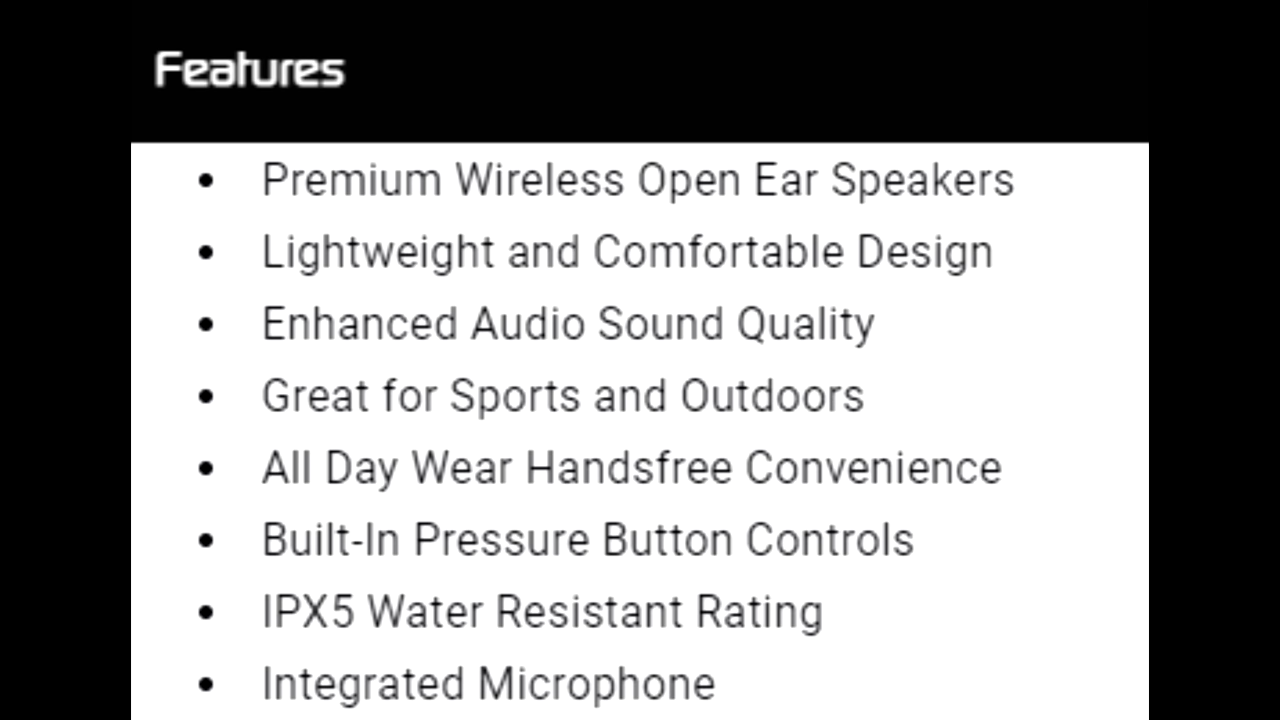 Features
• Premium Wireless Open Ear Speakers
• Lightweight and Comfortable Design
• Enhanced Audio Sound Quality
• Great for Sports and Outdoors
• All Day Wear Handsfree Convenience
• Built-In Pressure Button Controls
• IPX5 Water Resistant Rating
• Integrated Microphone